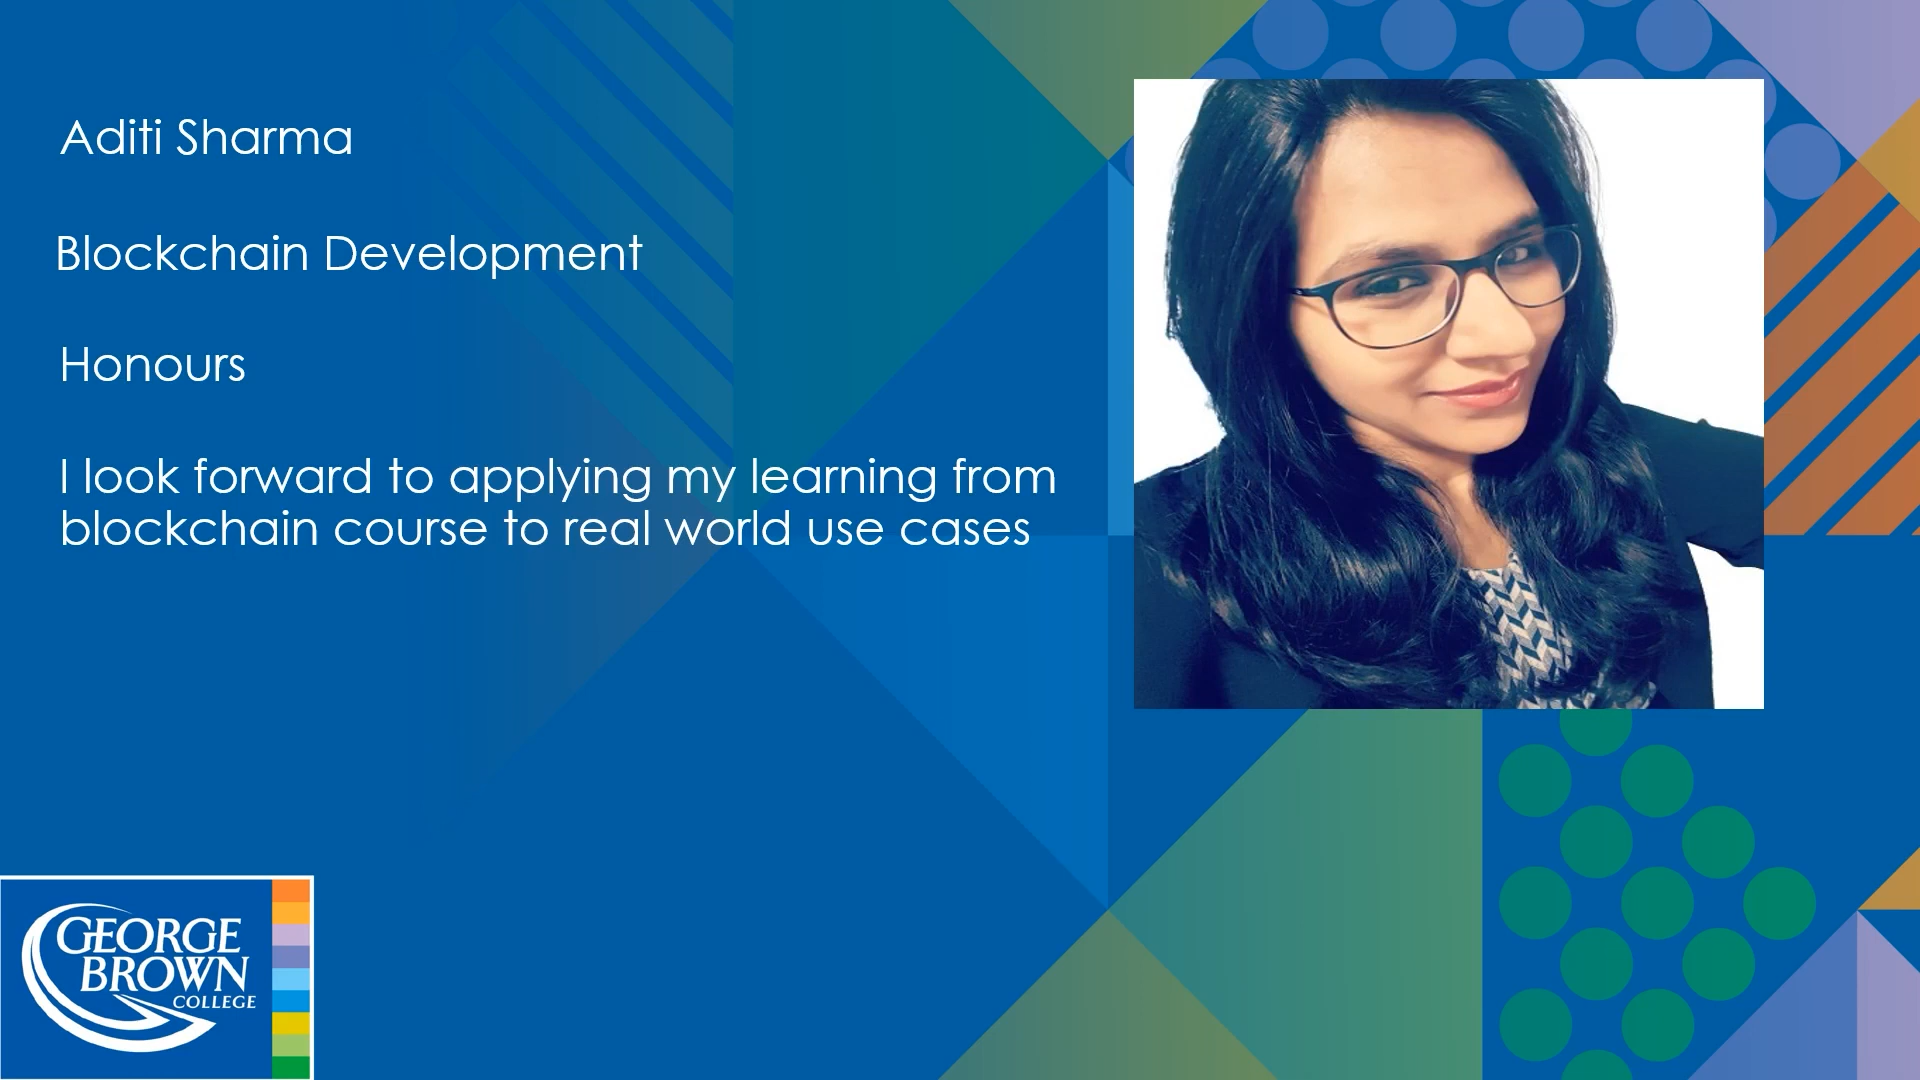 Aditi Sharma
Blockchain Development
Honours
I look forward to applying my learning from
blockchain course to real world use cases
GEORGE
BROWN
COLLEGE